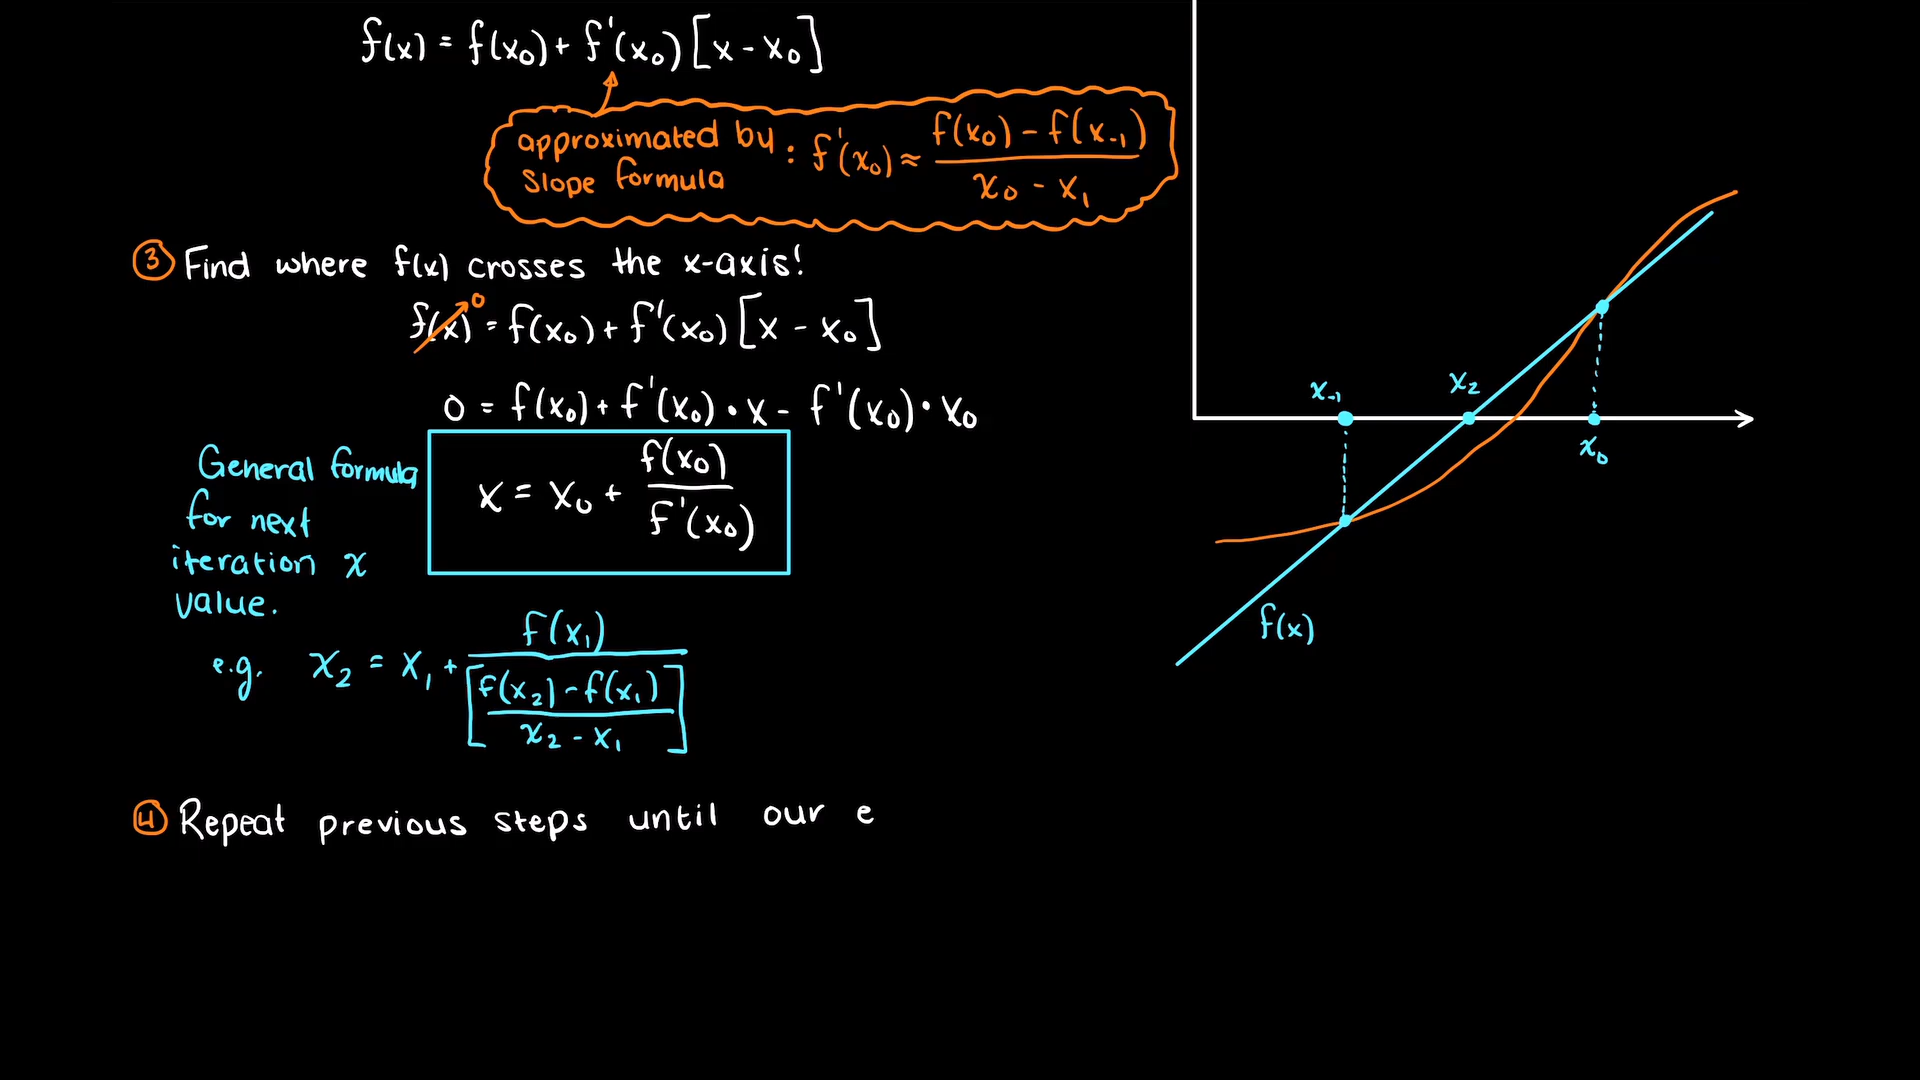 f(x) = f(x₀) + f'(x₀) [x - x₀]
approximated by slope formula : f'(x₀) ≈ (f(x₀) - f(x₋₁)) / (x₀ - x₁)
③ Find where f(x) crosses the x-axis!
f(x)→0 = f(x₀) + f'(x₀) [x - x₀]
0 = f(x₀) + f'(x₀) · x - f'(x₀) · x₀
General formula
for next
iteration x
value.
x = x₀ + f(x₀) / f'(x₀)
e.g. x₂ = x₁ + f(x₁) / [(f(x₂) - f(x₁)) / (x₂ - x₁)]
④ Repeat previous steps until our e
x₋₁
x₂
x₀
f(x)